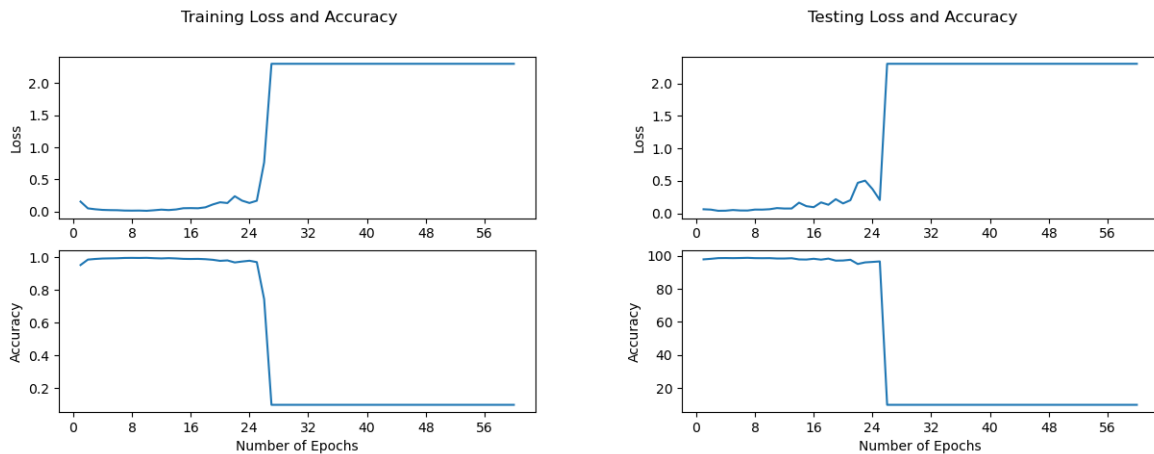 Training Loss and Accuracy
2.0
1.5
1.0
0.5
0.0
Loss
0 8 16 24 32 40 48 56
1.0
0.8
0.6
0.4
0.2
Accuracy
0 8 16 24 32 40 48 56
Number of Epochs
Testing Loss and Accuracy
2.0
1.5
1.0
0.5
0.0
Loss
0 8 16 24 32 40 48 56
100
80
60
40
20
Accuracy
0 8 16 24 32 40 48 56
Number of Epochs